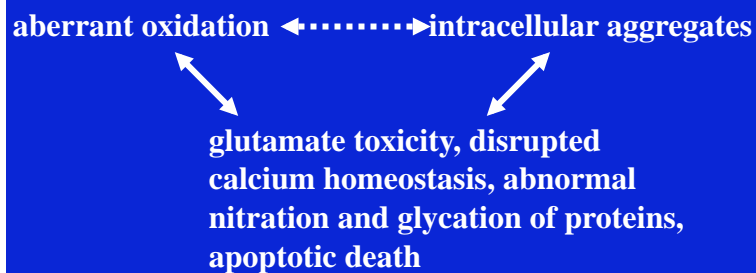 aberrant oxidation intracellular aggregates
glutamate toxicity, disrupted
calcium homeostasis, abnormal
nitration and glycation of proteins,
apoptotic death